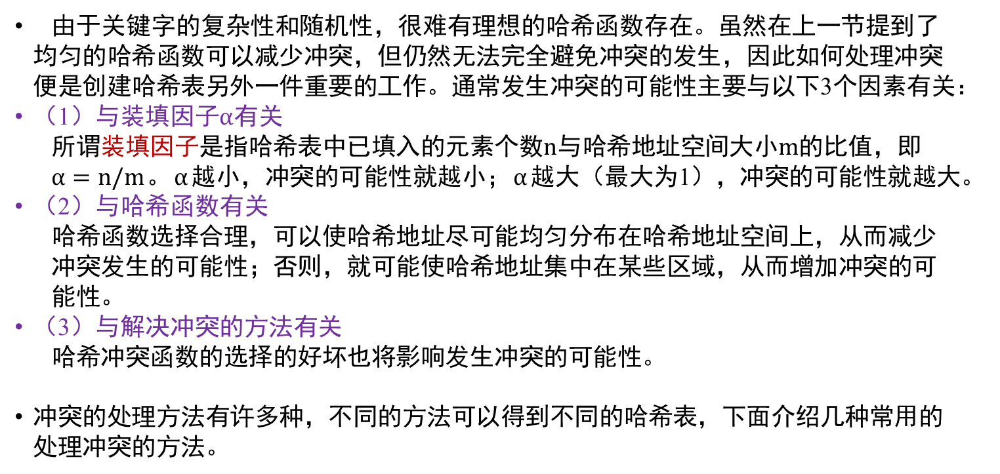 • 由于关键字的复杂性和随机性，很难有理想的哈希函数存在。虽然在上一节提到了
均匀的哈希函数可以减少冲突，但仍然无法完全避免冲突的发生，因此如何处理冲突
便是创建哈希表另外一件重要的工作。通常发生冲突的可能性主要与以下3个因素有关：
• （1）与装填因子α有关
所谓装填因子是指哈希表中已填入的元素个数n与哈希地址空间大小m的比值，即
α = n/m 。α越小，冲突的可能性就越小；α越大（最大为1），冲突的可能性就越大。
• （2）与哈希函数有关
哈希函数选择合理，可以使哈希地址尽可能均匀分布在哈希地址空间上，从而减少
冲突发生的可能性；否则，就可能使哈希地址集中在某些区域，从而增加冲突的可
能性。
• （3）与解决冲突的方法有关
哈希冲突函数的选择的好坏也将影响发生冲突的可能性。
• 冲突的处理方法有许多种，不同的方法可以得到不同的哈希表，下面介绍几种常用的
处理冲突的方法。